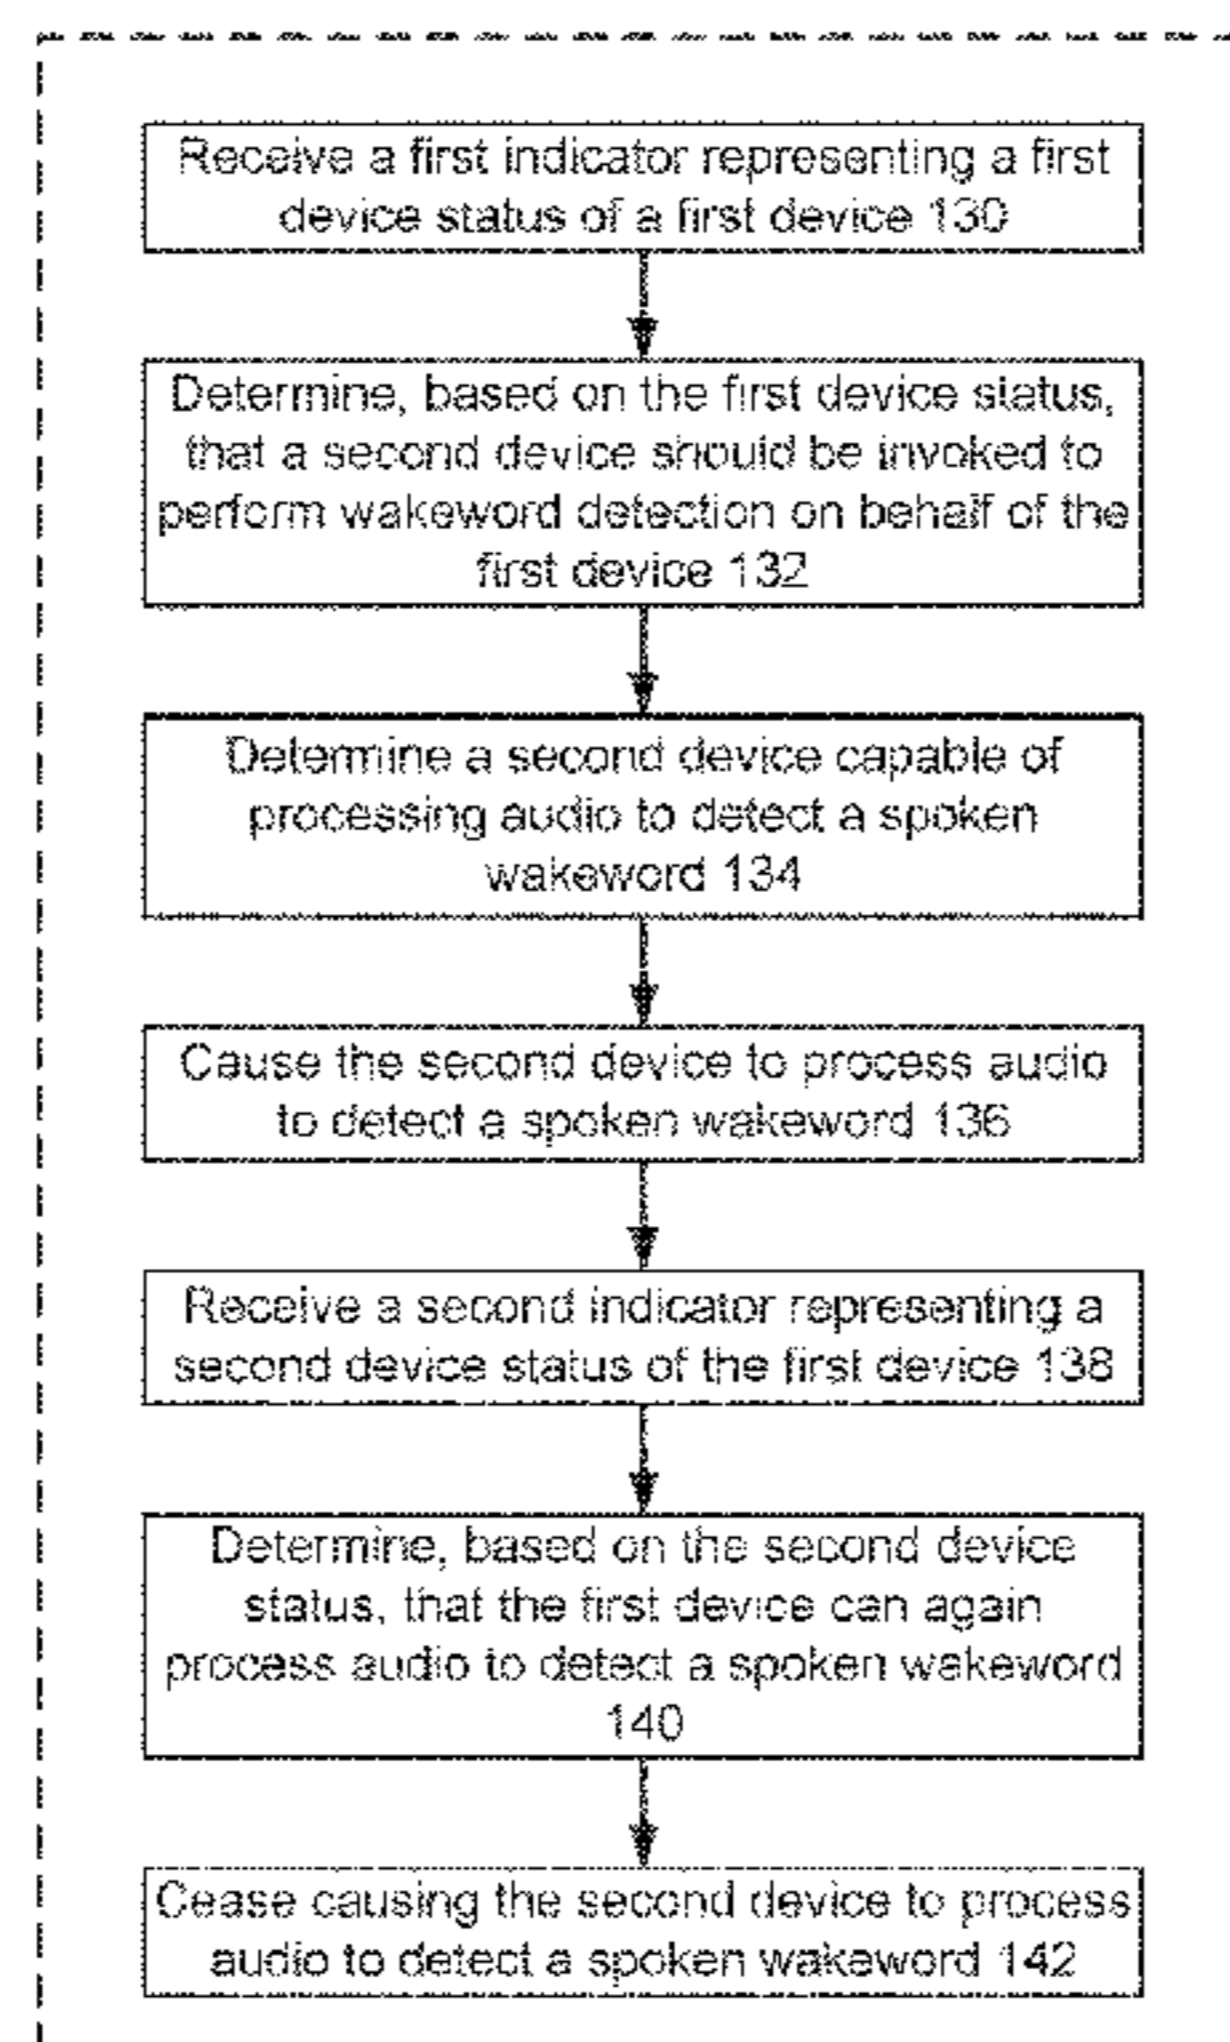 Receive a first indicator representing a first
device status of a first device 130
Determine, based on the first device status,
that a second device should be invoked to
perform wakeword detection on behalf of the
first device 132
Determine a second device capable of
processing audio to detect a spoken
wakeword 134
Cause the second device to process audio
to detect a spoken wakeword 136
Receive a second indicator representing a
second device status of the first device 138
Determine, based on the second device
status, that the first device can again
process audio to detect a spoken wakeword
140
Cease causing the second device to process
audio to detect a spoken wakeword 142